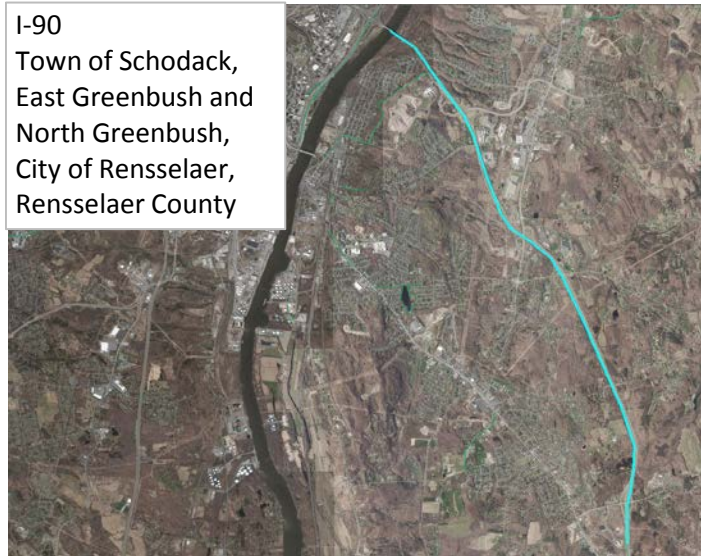 I-90
Town of Schodack,
East Greenbush and
North Greenbush,
City of Rensselaer,
Rensselaer County